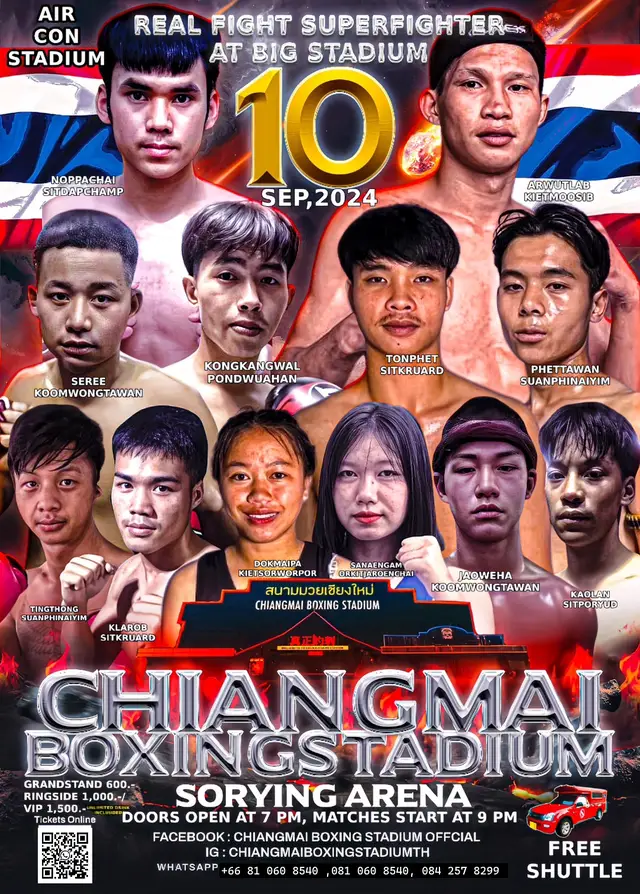 AIR
CON
STADIUM
REAL FIGHT SUPERFIGHTER
AT BIG STADIUM
10
SEP,2024
NOPPACHAI
SITDAPCHAMP
ARWUTLAB
KIETMOOSIB
SEREE
KOOMWONGTAWAN
KONGKANGWAL
PONDWUAHAN
TONPHET
SITKRUARD
PHETTAWAN
SUANPHINAIYIM
TINGTHONG
SUANPHINAIYIM
KLAROB
SITKRUARD
DOKMAIPA
KIETSORWORPOR
SANAENGAM
ORKITJAROENCHAI
JAOWEHA
KOOMWONGTAWAN
KAOLAN
SITPORYUD
สนามมวยเชียงใหม่
CHIANGMAI BOXING STADIUM
CHIANGMAI
BOXINGSTADIUM
GRANDSTAND 600.-
RINGSIDE 1,000.-/
VIP 1,500.- UNLIMITED DRINK
INCLUDED
Tickets Online
SORYING ARENA
DOORS OPEN AT 7 PM, MATCHES START AT 9 PM
FACEBOOK : CHIANGMAI BOXING STADIUM OFFCIAL
IG : CHIANGMAIBOXINGSTADIUMTH
WHATSAPP +66 81 060 8540 ,081 060 8540, 084 257 8299
FREE
SHUTTLE